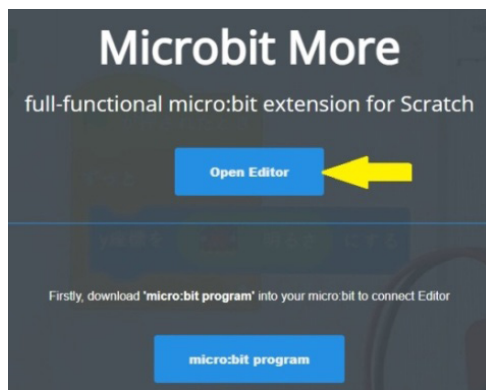 Microbit More
full-functional micro:bit extension for Scratch
Open Editor
Firstly, download "micro:bit program" into your micro:bit to connect Editor
micro:bit program